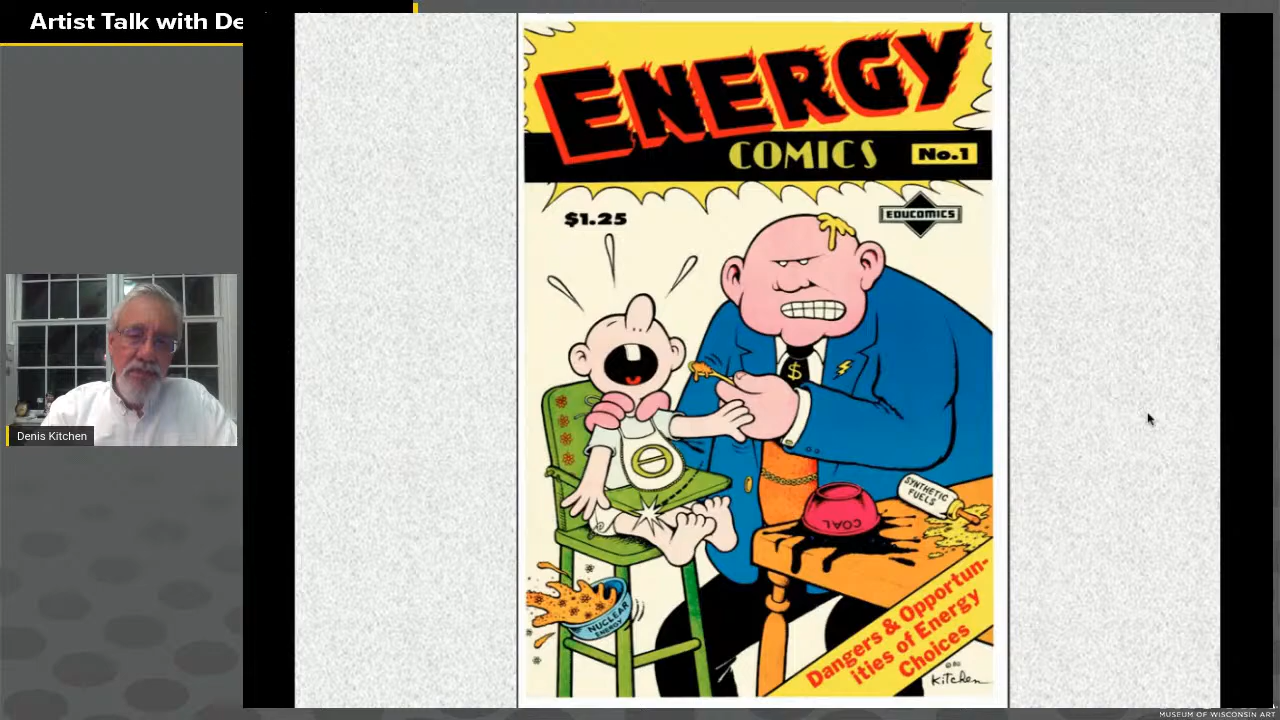 Artist Talk with De
ENERGY
COMICS
No.1
$1.25
EDUCOMICS
$
SYNTHETIC
FUELS
COAL
NUCLEAR
ENERGY
Dangers & Opportun-
ities of Energy
Choices
©80
Kitchen
Denis Kitchen
MUSEUM OF WISCONSIN ART